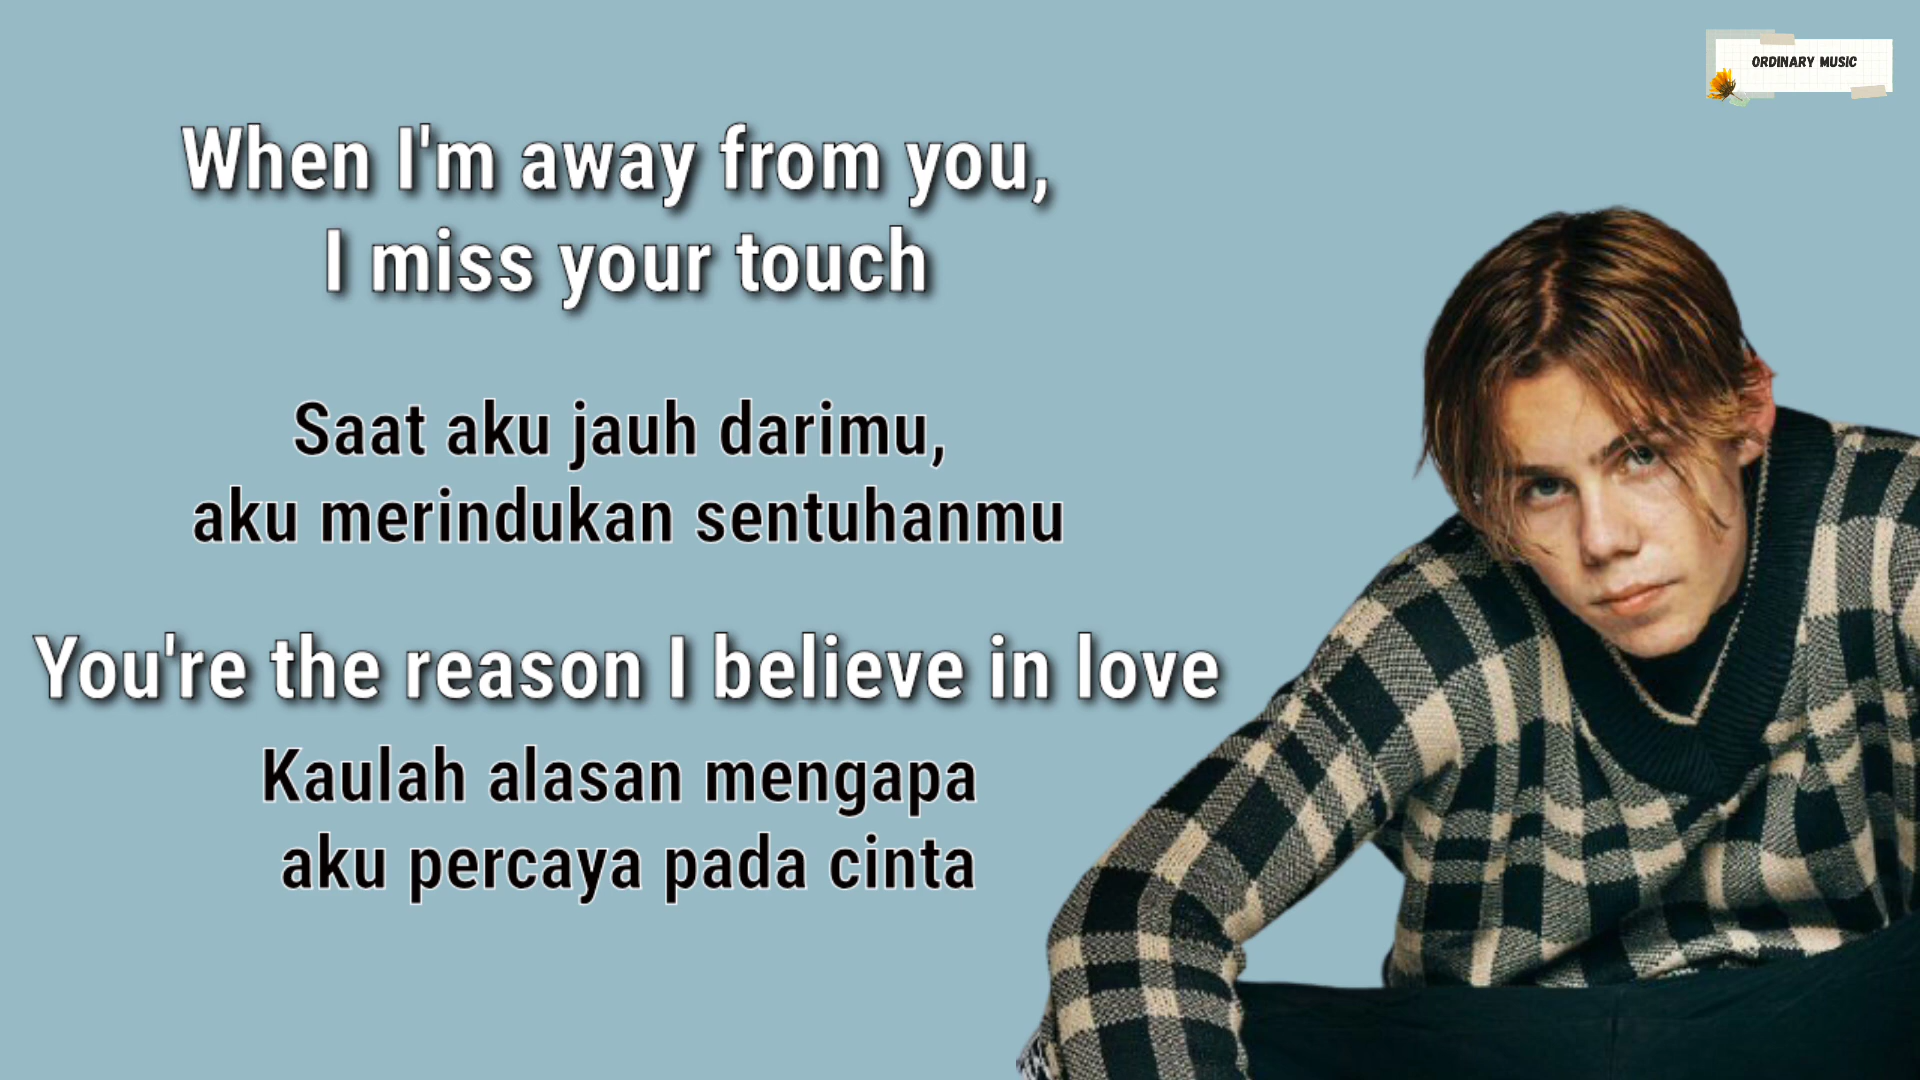 ORDINARY MUSIC
When I'm away from you,
I miss your touch
Saat aku jauh darimu,
aku merindukan sentuhanmu
You're the reason I believe in love
Kaulah alasan mengapa
aku percaya pada cinta